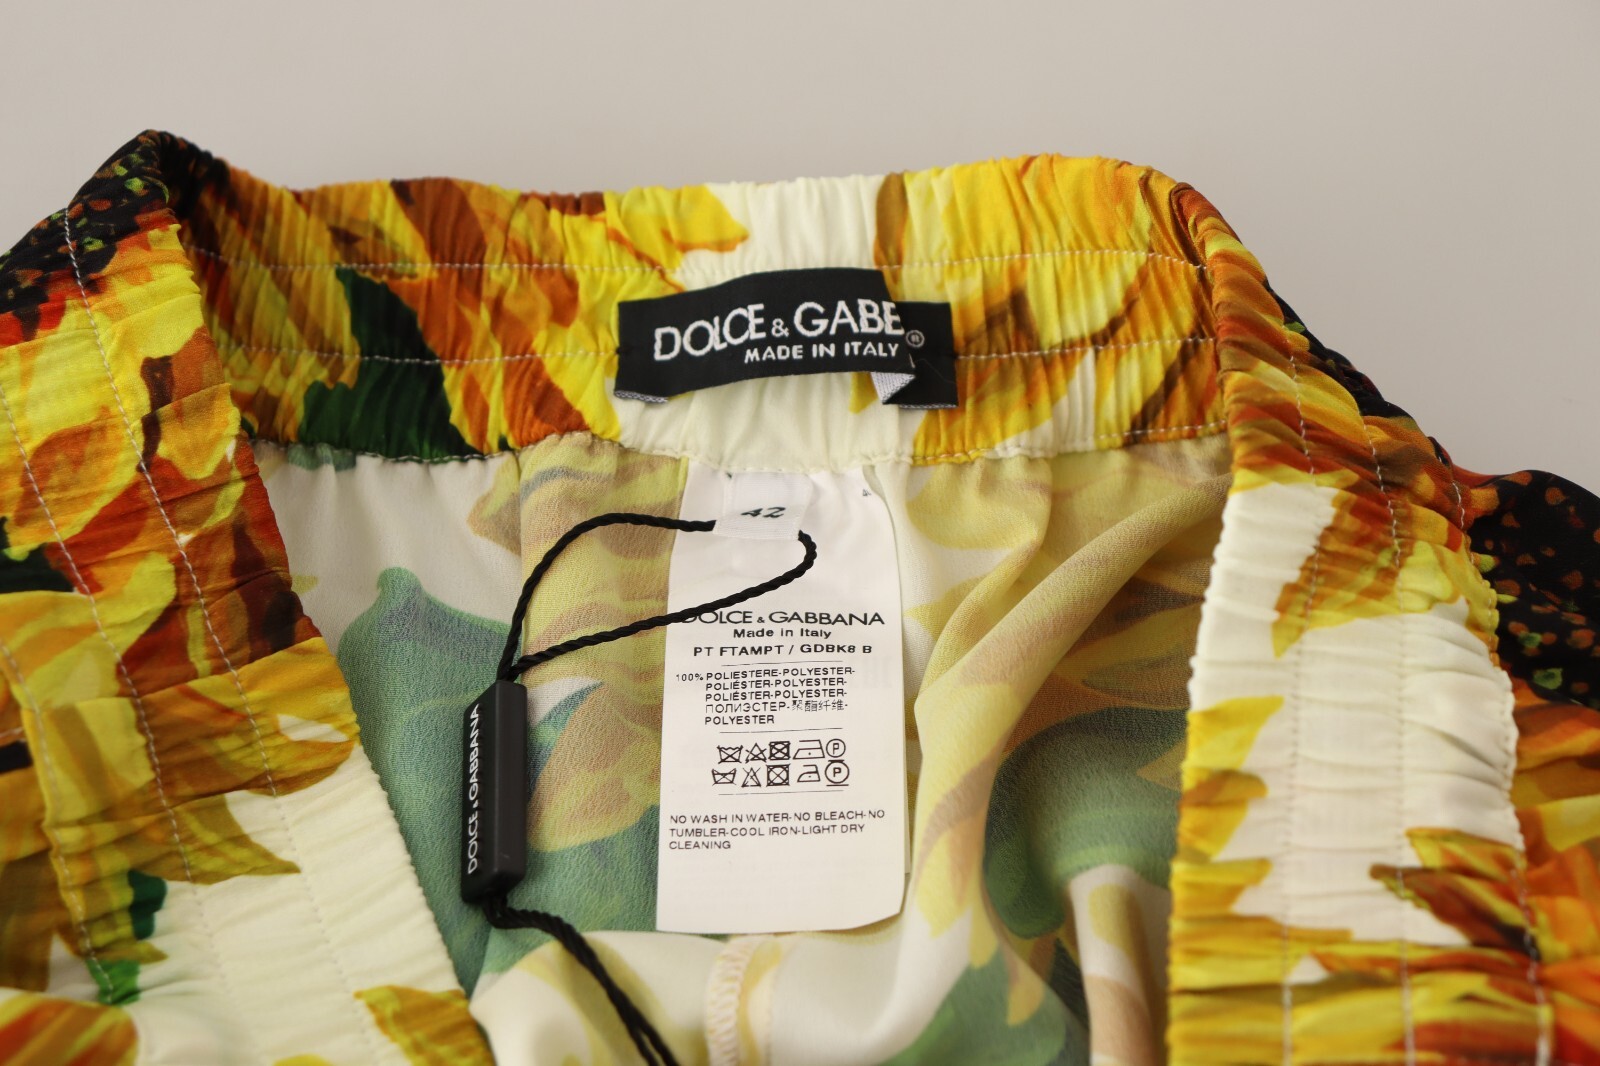 DOLCE & GABB
®
MADE IN ITALY
42
DOLCE & GABBANA
Made in Italy
PT FTAMPT / GDBK8 B
100% POLIESTERE-POLYESTER-
POLIÉSTER-POLYESTER-
POLIÉSTER-POLYESTER-
ПОЛИЭСТЕР-聚酯纤维-
POLYESTER
P
P
NO WASH IN WATER-NO BLEACH-NO
TUMBLER-COOL IRON-LIGHT DRY
CLEANING
DOLCE & GABBANA